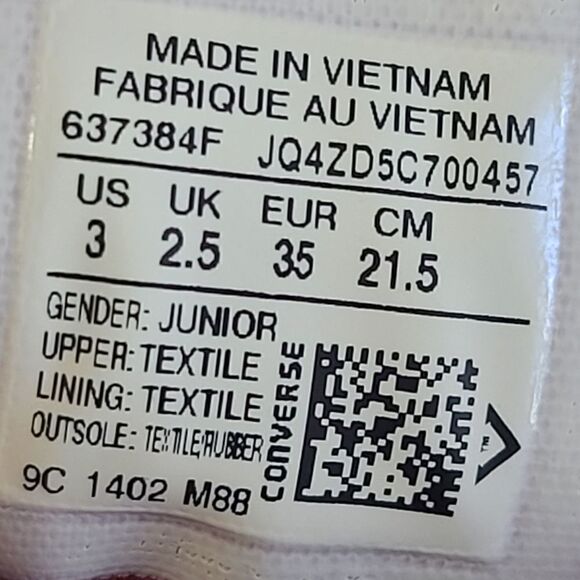 MADE IN VIETNAM
FABRIQUE AU VIETNAM
637384F JQ4ZD5C700457
US UK EUR CM
3 2.5 35 21.5
GENDER: JUNIOR
UPPER: TEXTILE
LINING: TEXTILE
OUTSOLE: TEXTILE;RUBBER
9C 1402 M88
CONVERSE